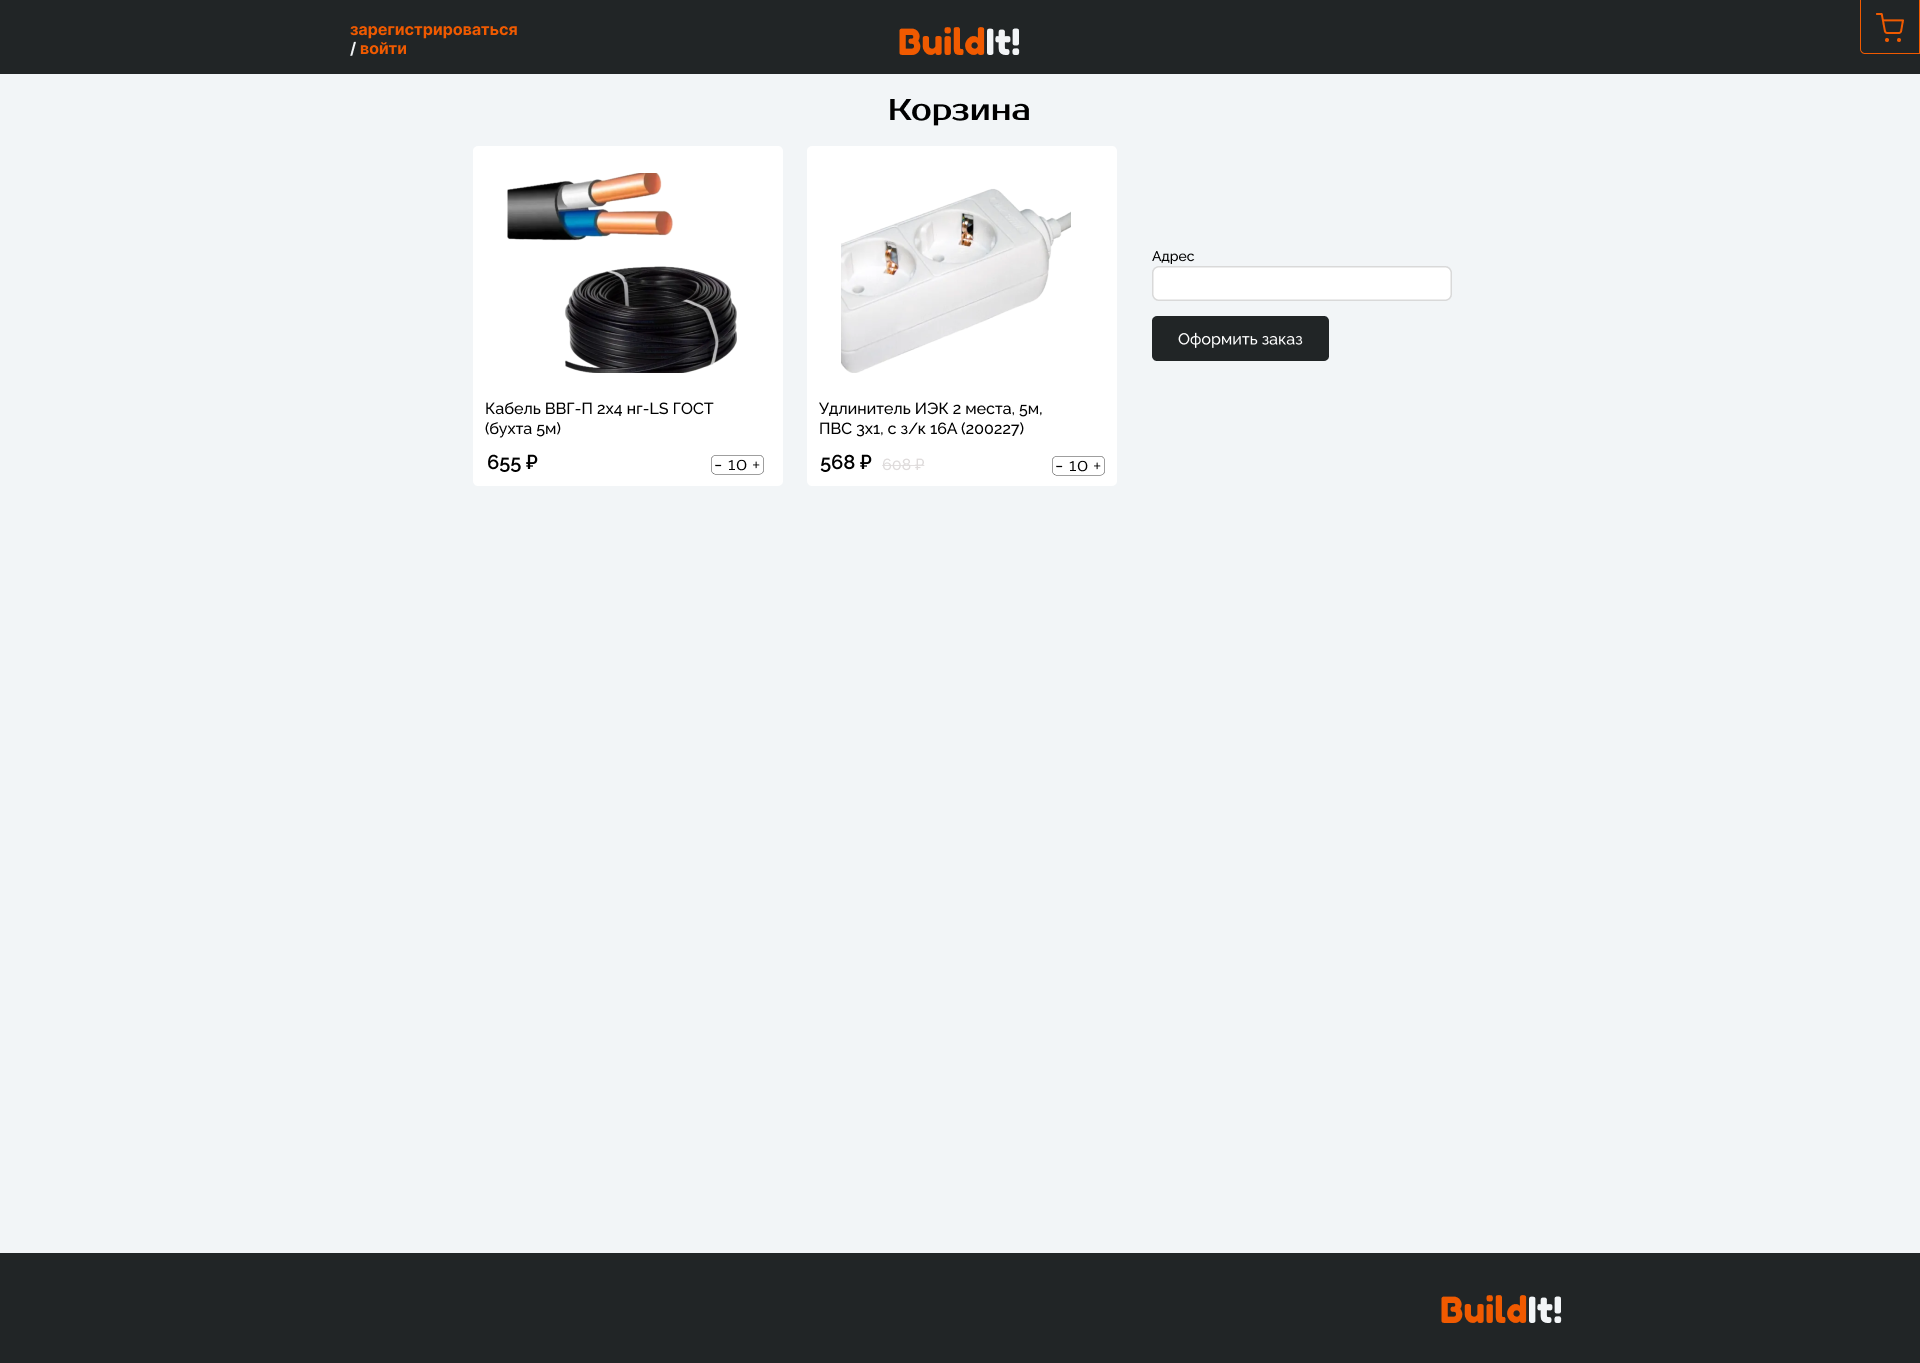 зарегистрироваться
/ войти
BuildIt!
Корзина
Кабель ВВГ-П 2х4 нг-LS ГОСТ
(бухта 5м)
655 ₽
- 10 +
Удлинитель ИЭК 2 места, 5м,
ПВС 3х1, с з/к 16А (200227)
568 ₽ 608 ₽
- 10 +
Адрес
Оформить заказ
BuildIt!